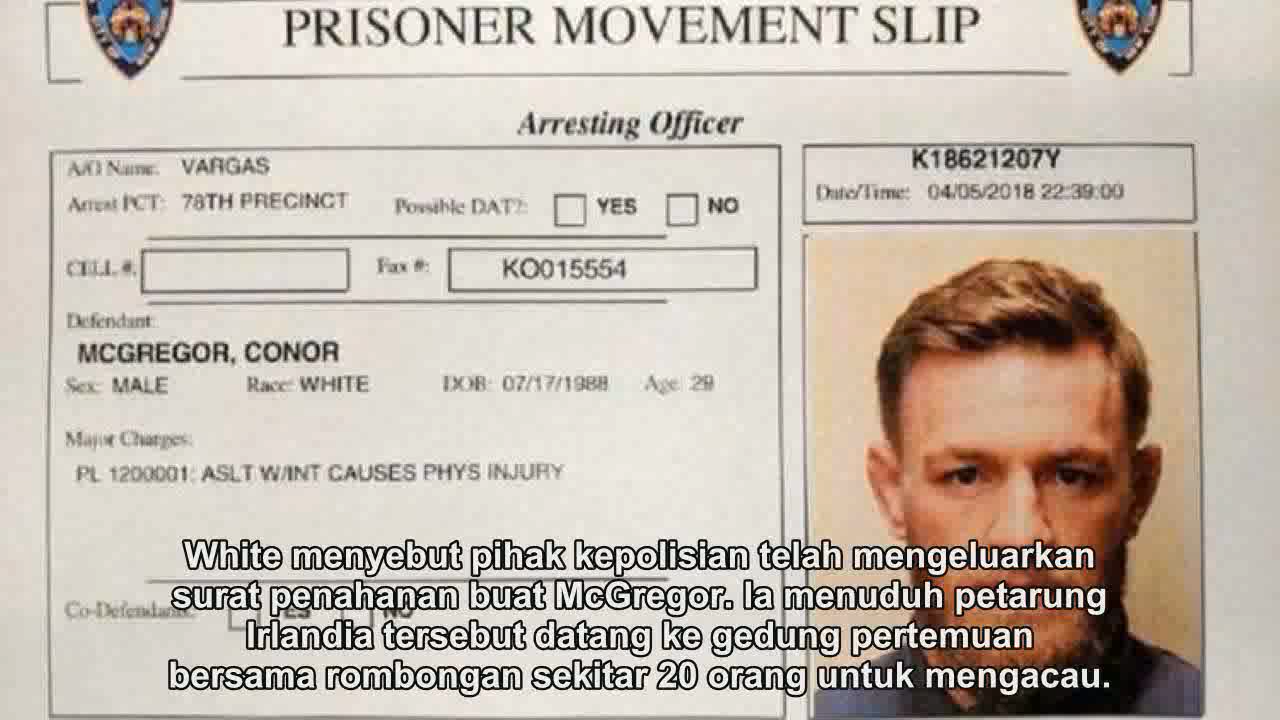 PRISONER MOVEMENT SLIP
Arresting Officer
A/O Name: VARGAS
Arrest PCT: 78TH PRECINCT Possible DAT?: YES NO
CELL #: Fax #: KO015554
Defendant:
MCGREGOR, CONOR
Sex: MALE Race: WHITE DOB: 07/17/1988 Age: 29
Major Charges:
PL 1200001: ASLT W/INT CAUSES PHYS INJURY
Co-Defendants: YES NO
K18621207Y
Date/Time: 04/05/2018 22:39:00
White menyebut pihak kepolisian telah mengeluarkan
surat penahanan buat McGregor. Ia menuduh petarung
Irlandia tersebut datang ke gedung pertemuan
bersama rombongan sekitar 20 orang untuk mengacau.